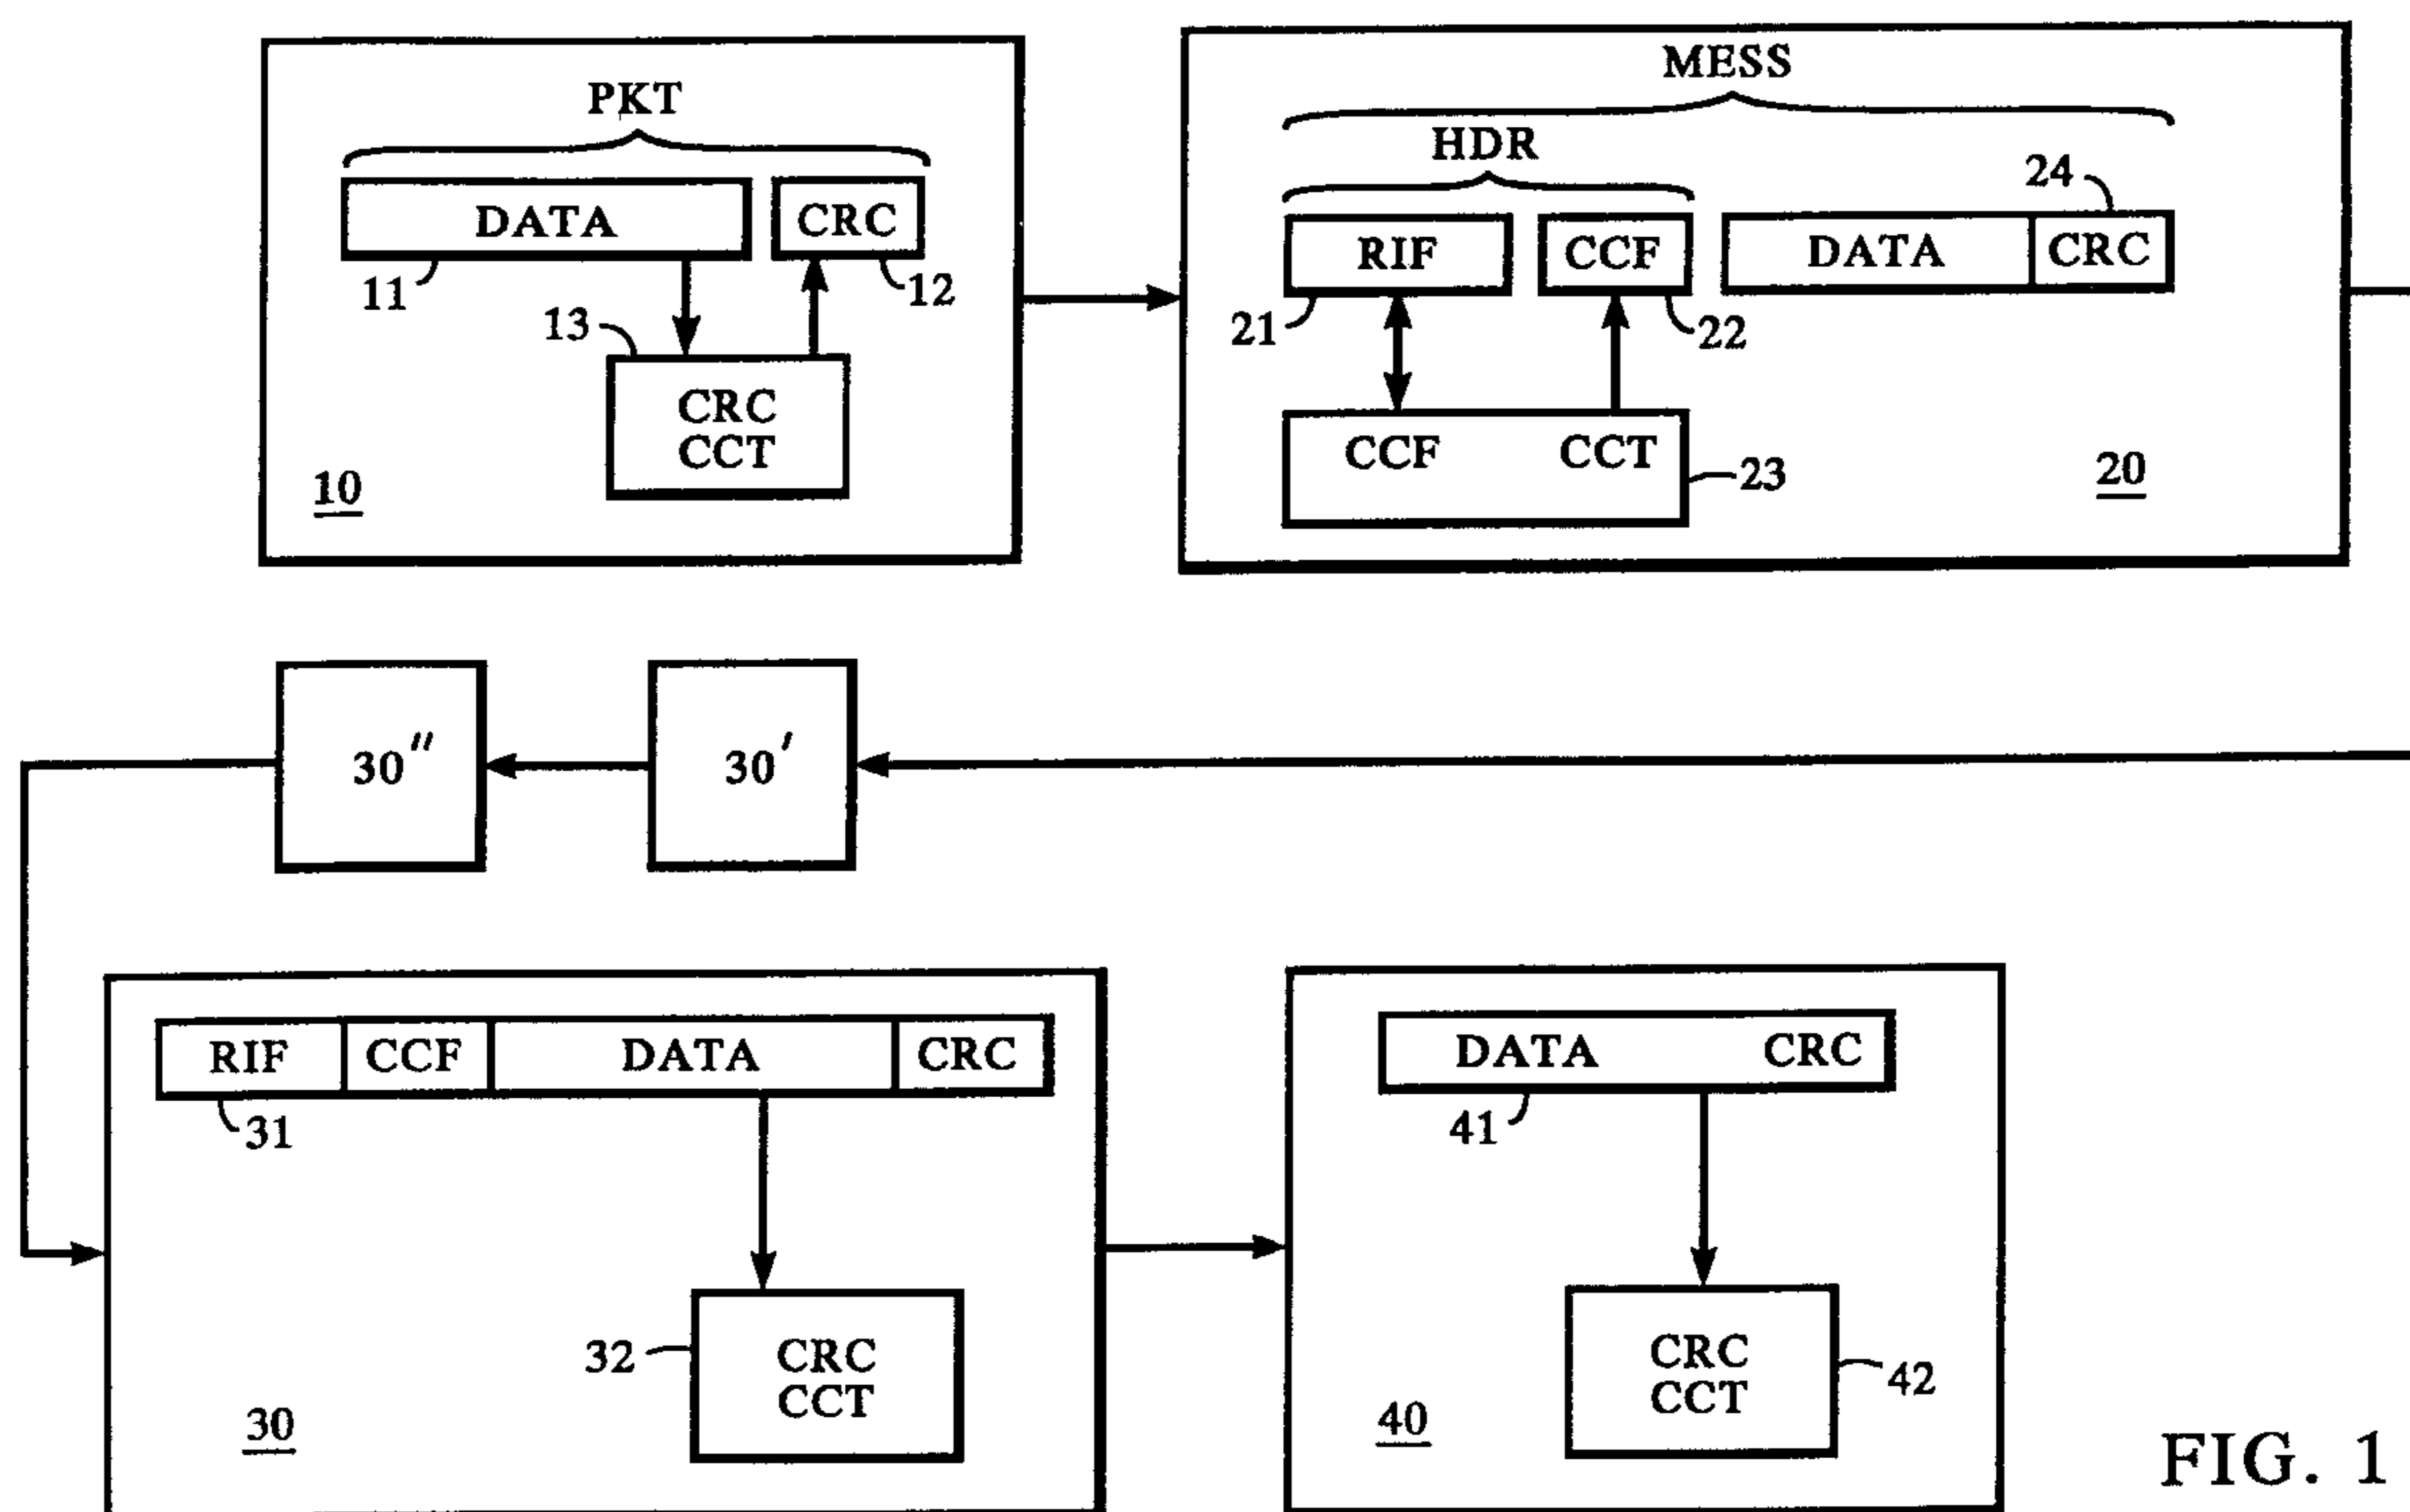 PKT
DATA
CRC
11
12
13
CRC
CCT
10
MESS
HDR
24
RIF
CCF
DATA
CRC
21
22
CCF
CCT
23
20
30"
30'
RIF
CCF
DATA
CRC
31
32
CRC
CCT
30
DATA
CRC
41
CRC
CCT
42
40
FIG. 1